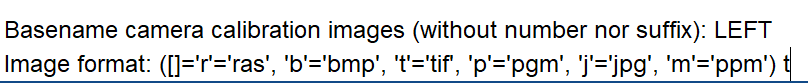 Basename camera calibration images (without number nor suffix): LEFT
Image format: ([]='r'='ras', 'b'='bmp', 't'='tif', 'p'='pgm', 'j'='jpg', 'm'='ppm') t